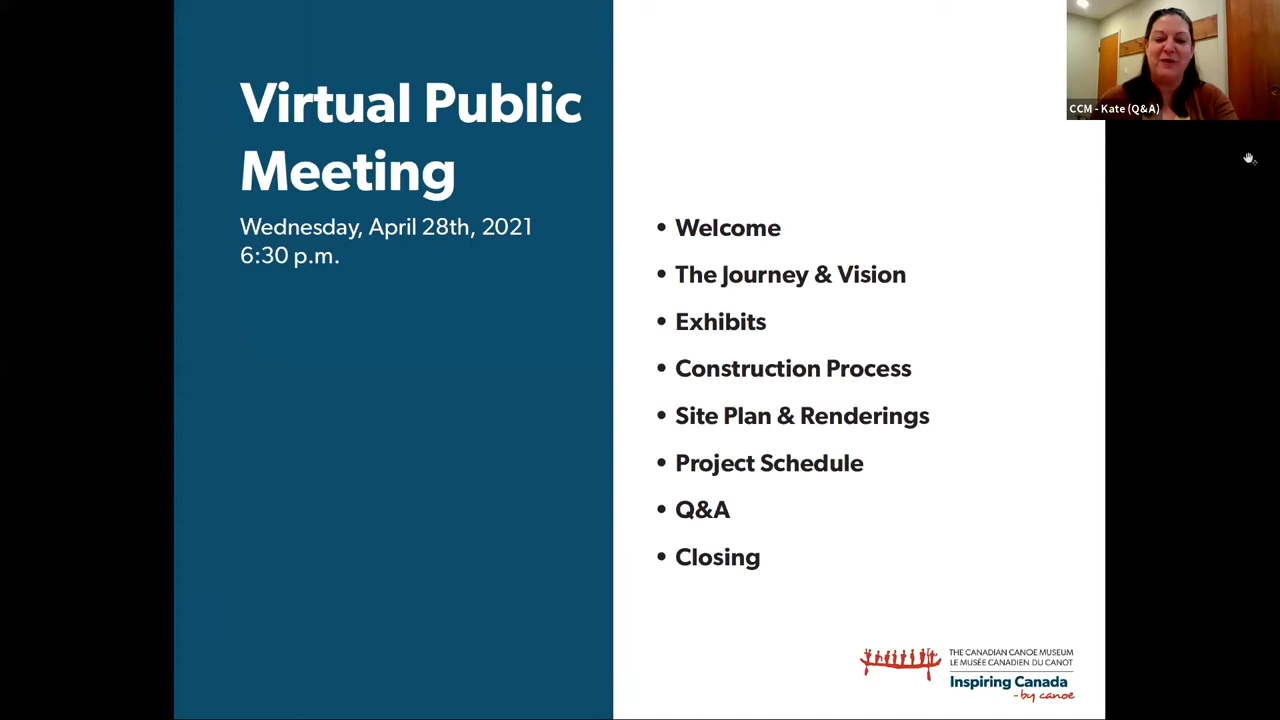 Virtual Public
Meeting
Wednesday, April 28th, 2021
6:30 p.m.
• Welcome
• The Journey & Vision
• Exhibits
• Construction Process
• Site Plan & Renderings
• Project Schedule
• Q&A
• Closing
CCM - Kate (Q&A)
THE CANADIAN CANOE MUSEUM
LE MUSÉE CANADIEN DU CANOT
Inspiring Canada
- by canoe